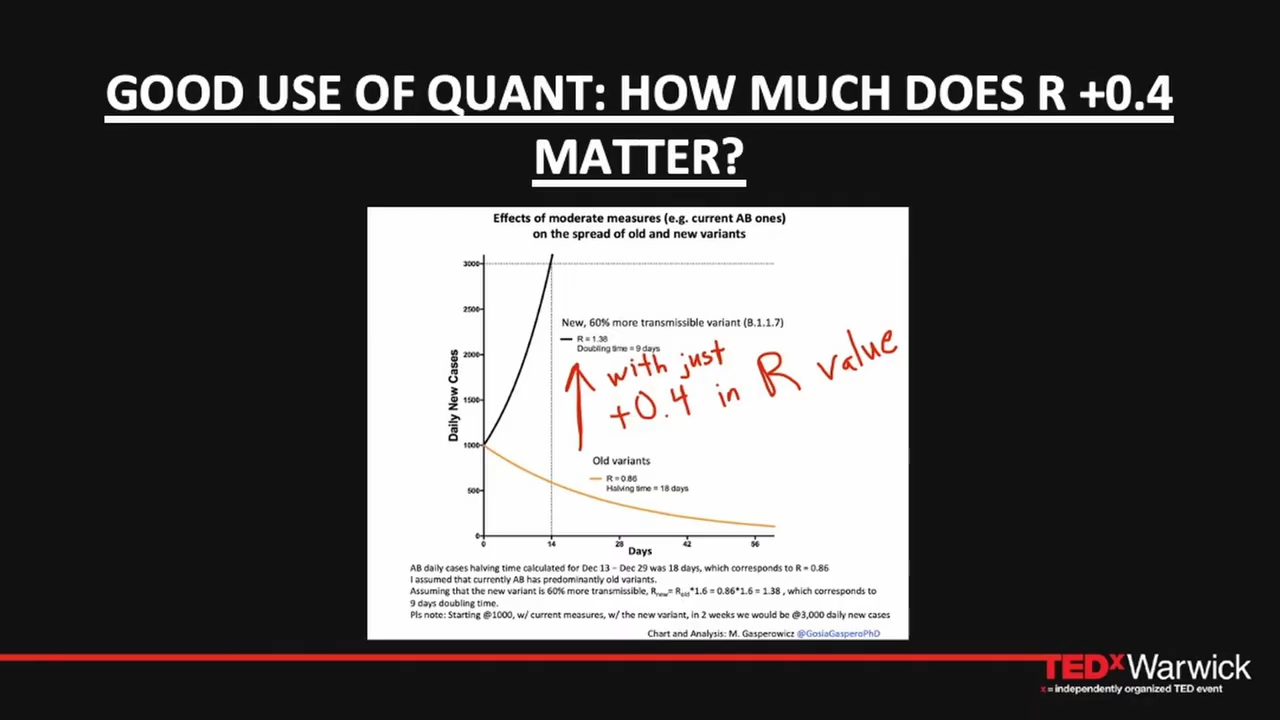 GOOD USE OF QUANT: HOW MUCH DOES R +0.4
MATTER?
Effects of moderate measures (e.g. current AB ones)
on the spread of old and new variants
3000
2500
2000
1500
1000
500
0
Daily New Cases
New, 60% more transmissible variant (B.1.1.7)
R = 1.38
Doubling time = 9 days
with just
+0.4 in R value
Old variants
R = 0.86
Halving time = 18 days
0 14 28 42 56
Days
AB daily cases halving time calculated for Dec 13 – Dec 29 was 18 days, which corresponds to R = 0.86
I assumed that currently AB has predominantly old variants.
Assuming that the new variant is 60% more transmissible, Rnew= Rold*1.6 = 0.86*1.6 = 1.38 , which corresponds to
9 days doubling time.
Pls note: Starting @1000, w/ current measures, w/ the new variant, in 2 weeks we would be @3,000 daily new cases
Chart and Analysis: M. Gasperowicz @GosiaGasperoPhD
TEDxWarwick
x = independently organized TED event